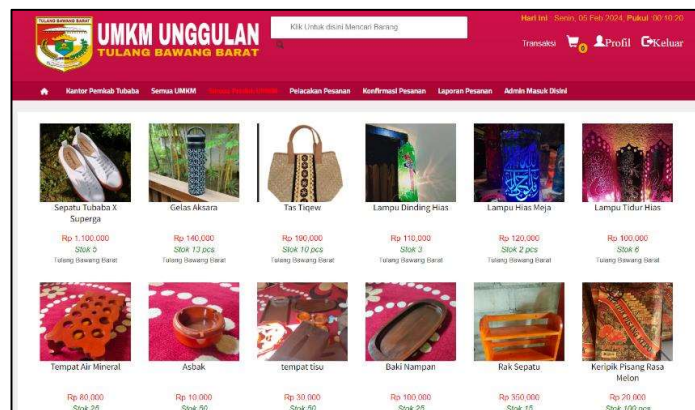 TULANG BAWANG BARAT
UMKM UNGGULAN
TULANG BAWANG BARAT
Klik Untuk disini Mencari Barang
Hari Ini : Senin, 05 Feb 2024, Pukul :00:10:20
Transaksi 0 Profil Keluar
Kantor Pemkab Tubaba Semua UMKM Semua Produk UMKM Pelacakan Pesanan Konfirmasi Pesanan Laporan Pesanan Admin Masuk Disini
Sepatu Tubaba X Superga
Rp 1.100,000
Stok 5
Tulang Bawang Barat
Gelas Aksara
Rp 140,000
Stok 13 pcs
Tulang Bawang Barat
Tas Tiqew
Rp 190,000
Stok 10 pcs
Tulang Bawang Barat
Lampu Dinding Hias
Rp 110,000
Stok 3
Tulang Bawang Barat
Lampu Hias Meja
Rp 120,000
Stok 2 pcs
Tulang Bawang Barat
Lampu Tidur Hias
Rp 100,000
Stok 6
Tulang Bawang Barat
Tempat Air Mineral
Rp 80,000
Stok 25
Asbak
Rp 10,000
Stok 50
tempat tisu
Rp 30,000
Stok 50
Baki Nampan
Rp 100,000
Stok 25
Rak Sepatu
Rp 350,000
Stok 15
Keripik Pisang Rasa Melon
Rp 20,000
Stok 100 pcs